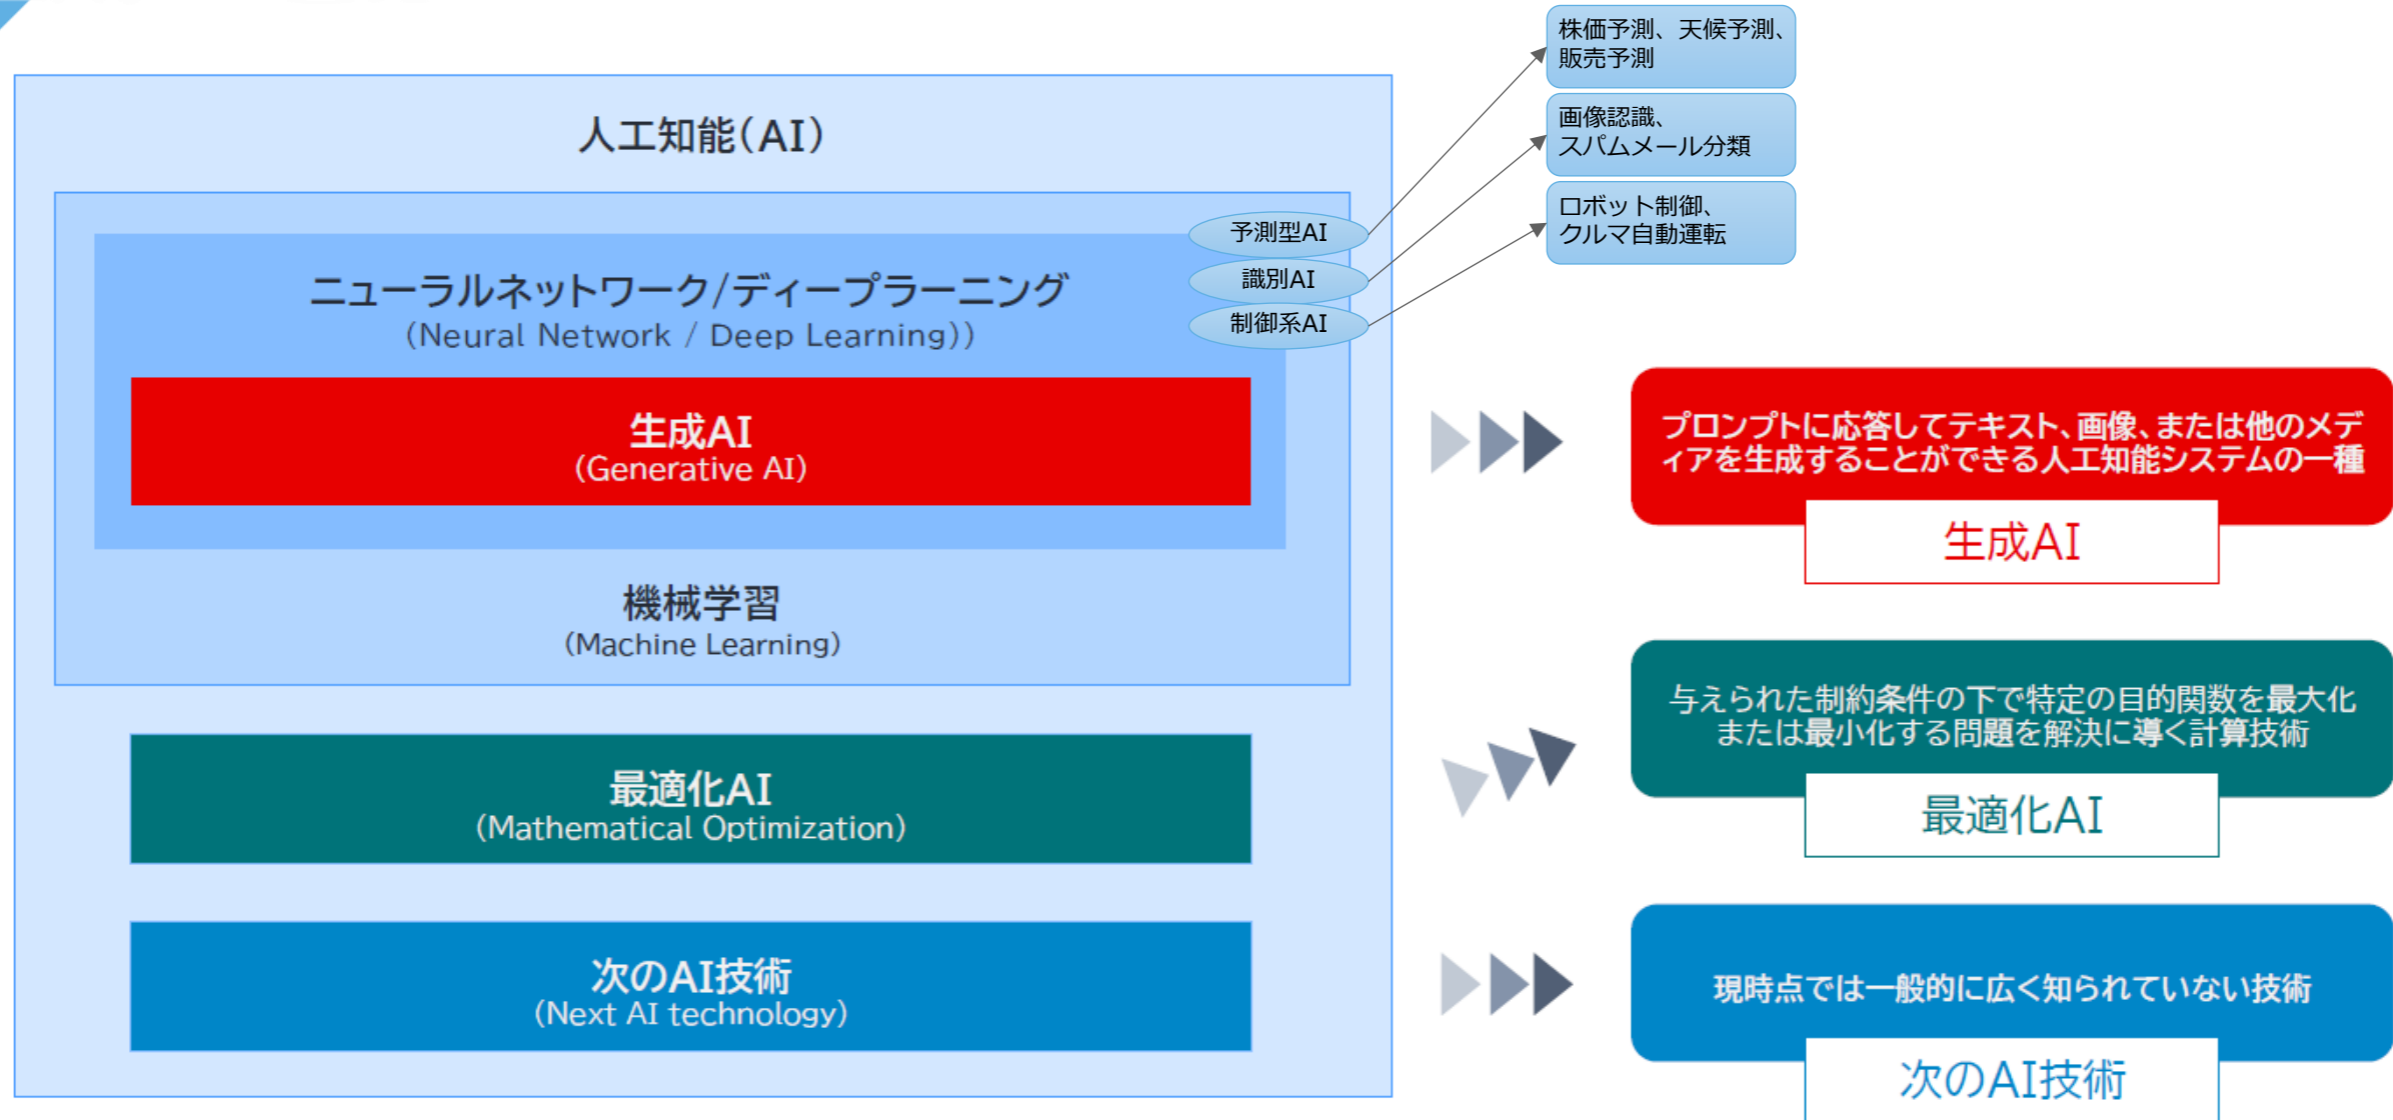 人工知能(AI)
予測型AI
識別AI
制御系AI
株価予測、天候予測、
販売予測
画像認識、
スパムメール分類
ロボット制御、
クルマ自動運転
ニューラルネットワーク/ディープラーニング
(Neural Network / Deep Learning))
生成AI
(Generative AI)
機械学習
(Machine Learning)
最適化AI
(Mathematical Optimization)
次のAI技術
(Next AI technology)
プロンプトに応答してテキスト、画像、または他のメデ
ィアを生成することができる人工知能システムの一種
生成AI
与えられた制約条件の下で特定の目的関数を最大化
または最小化する問題を解決に導く計算技術
最適化AI
現時点では一般的に広く知られていない技術
次のAI技術